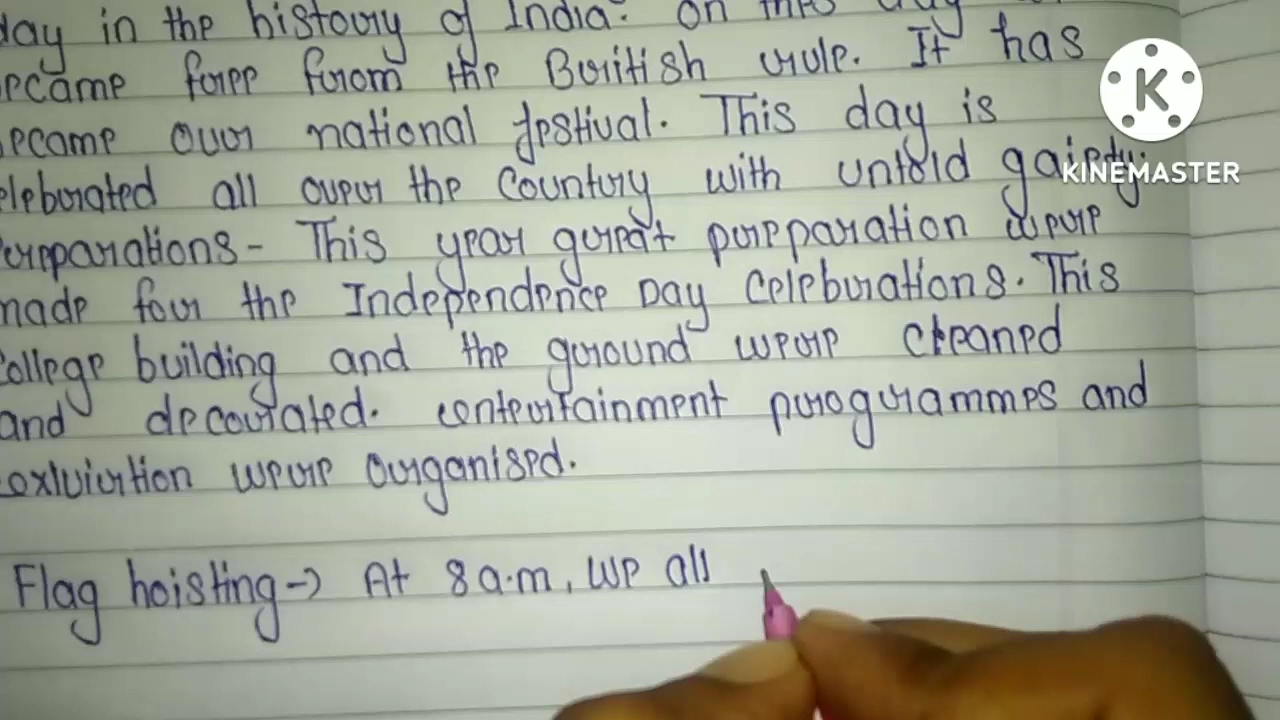 day in the history of India. On this day
became free from the British rule. It has
became our national festival. This day is
celebrated all over the Country with untold gaiety.
Preparations - This year great preparation were
made for the Independence Day Celebrations. This
College building and the ground were cleaned
and decorated. entertainment programmes and
were Organised.
Flag hoisting -> At 8 a.m, we all
K
KINEMASTER